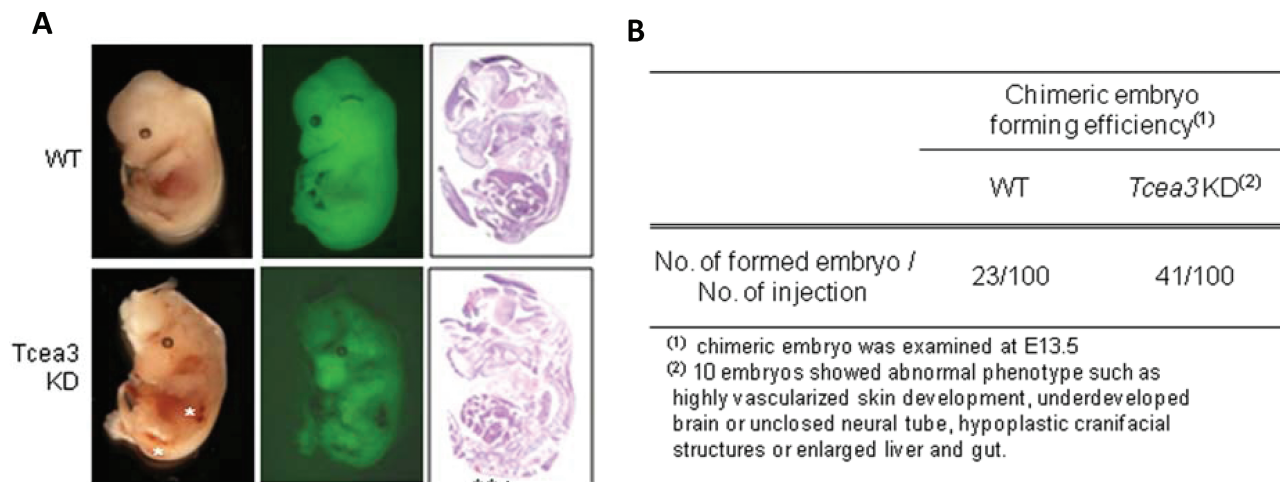 A
B
WT
Tcea3
KD
*
*
**
Chimeric embryo
forming efficiency(1)
WT
Tcea3 KD(2)
No. of formed embryo /
No. of injection
23/100
41/100
(1) chimeric embryo was examined at E13.5
(2) 10 embryos showed abnormal phenotype such as
highly vascularized skin development, underdeveloped
brain or unclosed neural tube, hypoplastic cranifacial
structures or enlarged liver and gut.